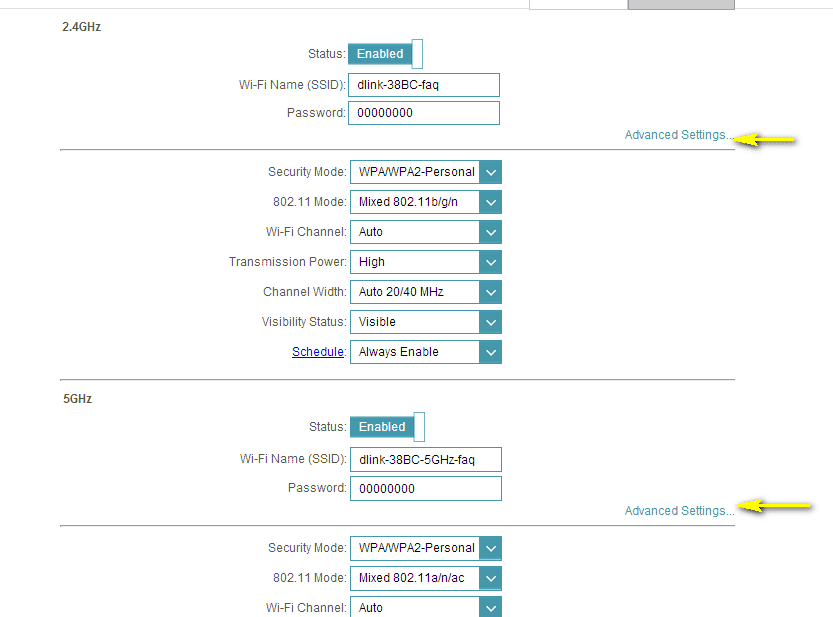 2.4GHz
Status: Enabled
Wi-Fi Name (SSID): dlink-38BC-faq
Password: 00000000
Advanced Settings...
Security Mode: WPA/WPA2-Personal
802.11 Mode: Mixed 802.11b/g/n
Wi-Fi Channel: Auto
Transmission Power: High
Channel Width: Auto 20/40 MHz
Visibility Status: Visible
Schedule: Always Enable
5GHz
Status: Enabled
Wi-Fi Name (SSID): dlink-38BC-5GHz-faq
Password: 00000000
Advanced Settings...
Security Mode: WPA/WPA2-Personal
802.11 Mode: Mixed 802.11a/n/ac
Wi-Fi Channel: Auto